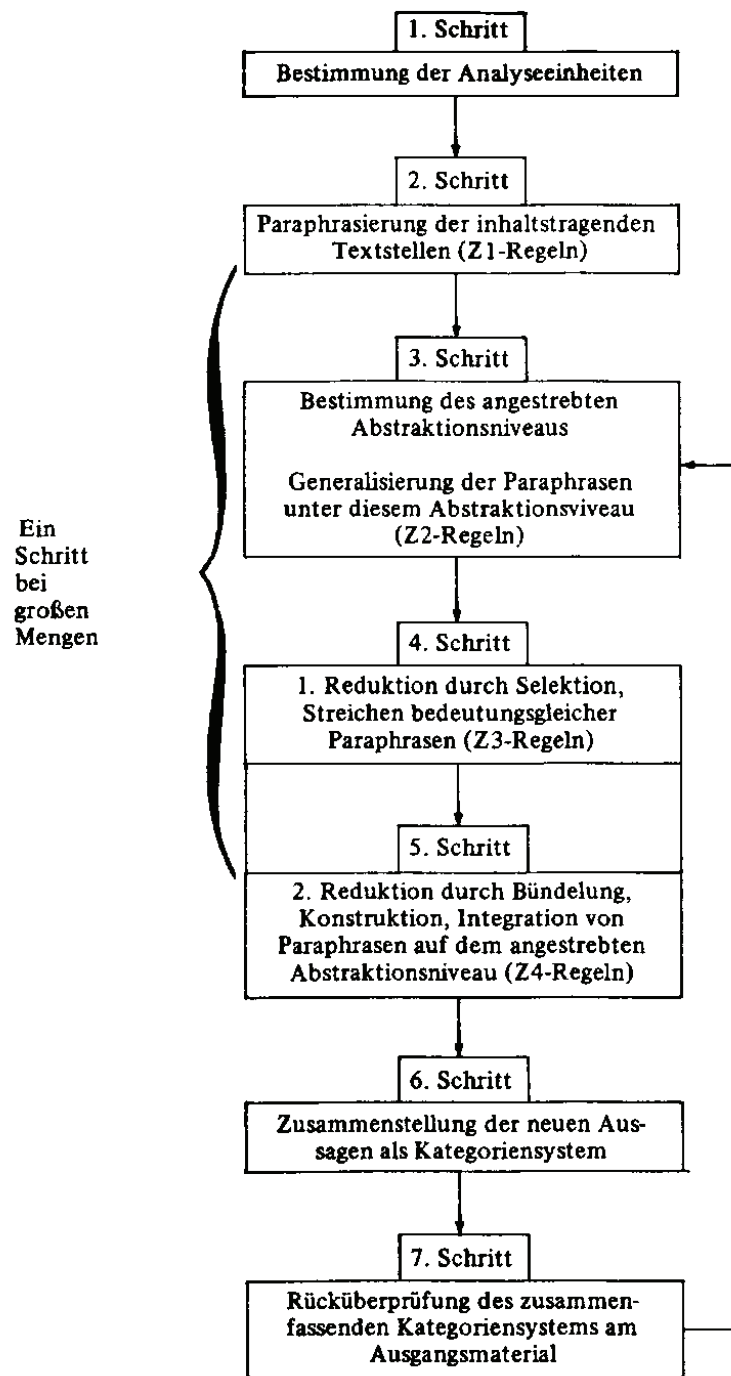 1. Schritt
Bestimmung der Analyseeinheiten
2. Schritt
Paraphrasierung der inhaltstragenden
Textstellen (Z1-Regeln)
3. Schritt
Bestimmung des angestrebten
Abstraktionsniveaus
Generalisierung der Paraphrasen
unter diesem Abstraktionsviveau
(Z2-Regeln)
Ein
Schritt
bei
großen
Mengen
4. Schritt
1. Reduktion durch Selektion,
Streichen bedeutungsgleicher
Paraphrasen (Z3-Regeln)
5. Schritt
2. Reduktion durch Bündelung,
Konstruktion, Integration von
Paraphrasen auf dem angestrebten
Abstraktionsniveau (Z4-Regeln)
6. Schritt
Zusammenstellung der neuen Aus-
sagen als Kategoriensystem
7. Schritt
Rücküberprüfung des zusammen-
fassenden Kategoriensystems am
Ausgangsmaterial